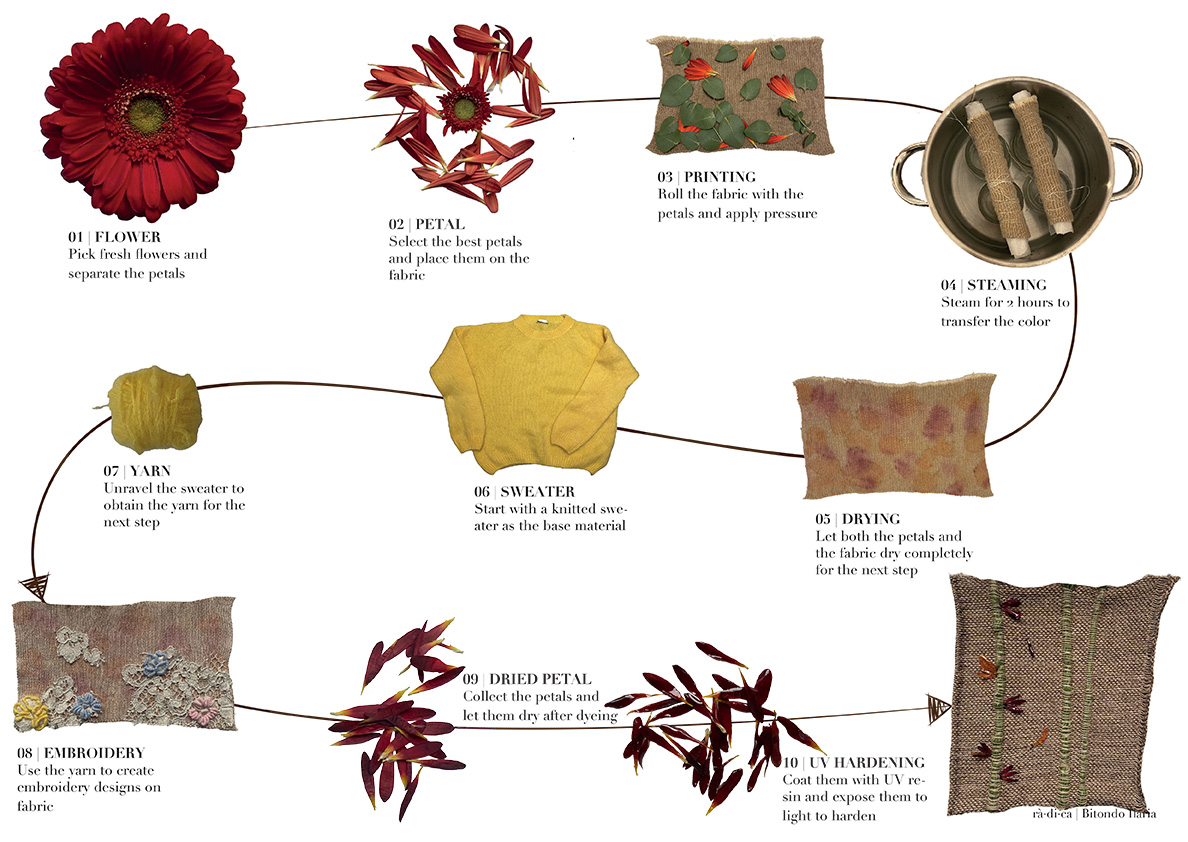 01 | FLOWER
Pick fresh flowers and
separate the petals
02 | PETAL
Select the best petals
and place them on the
fabric
03 | PRINTING
Roll the fabric with the
petals and apply pressure
04 | STEAMING
Steam for 2 hours to
transfer the color
05 | DRYING
Let both the petals and
the fabric dry completely
for the next step
06 | SWEATER
Start with a knitted swe-
ater as the base material
07 | YARN
Unravel the sweater to
obtain the yarn for the
next step
08 | EMBROIDERY
Use the yarn to create
embroidery designs on
fabric
09 | DRIED PETAL
Collect the petals and
let them dry after dyeing
10 | UV HARDENING
Coat them with UV re-
sin and expose them to
light to harden
rà-di-ca | Bitondo Ilaria